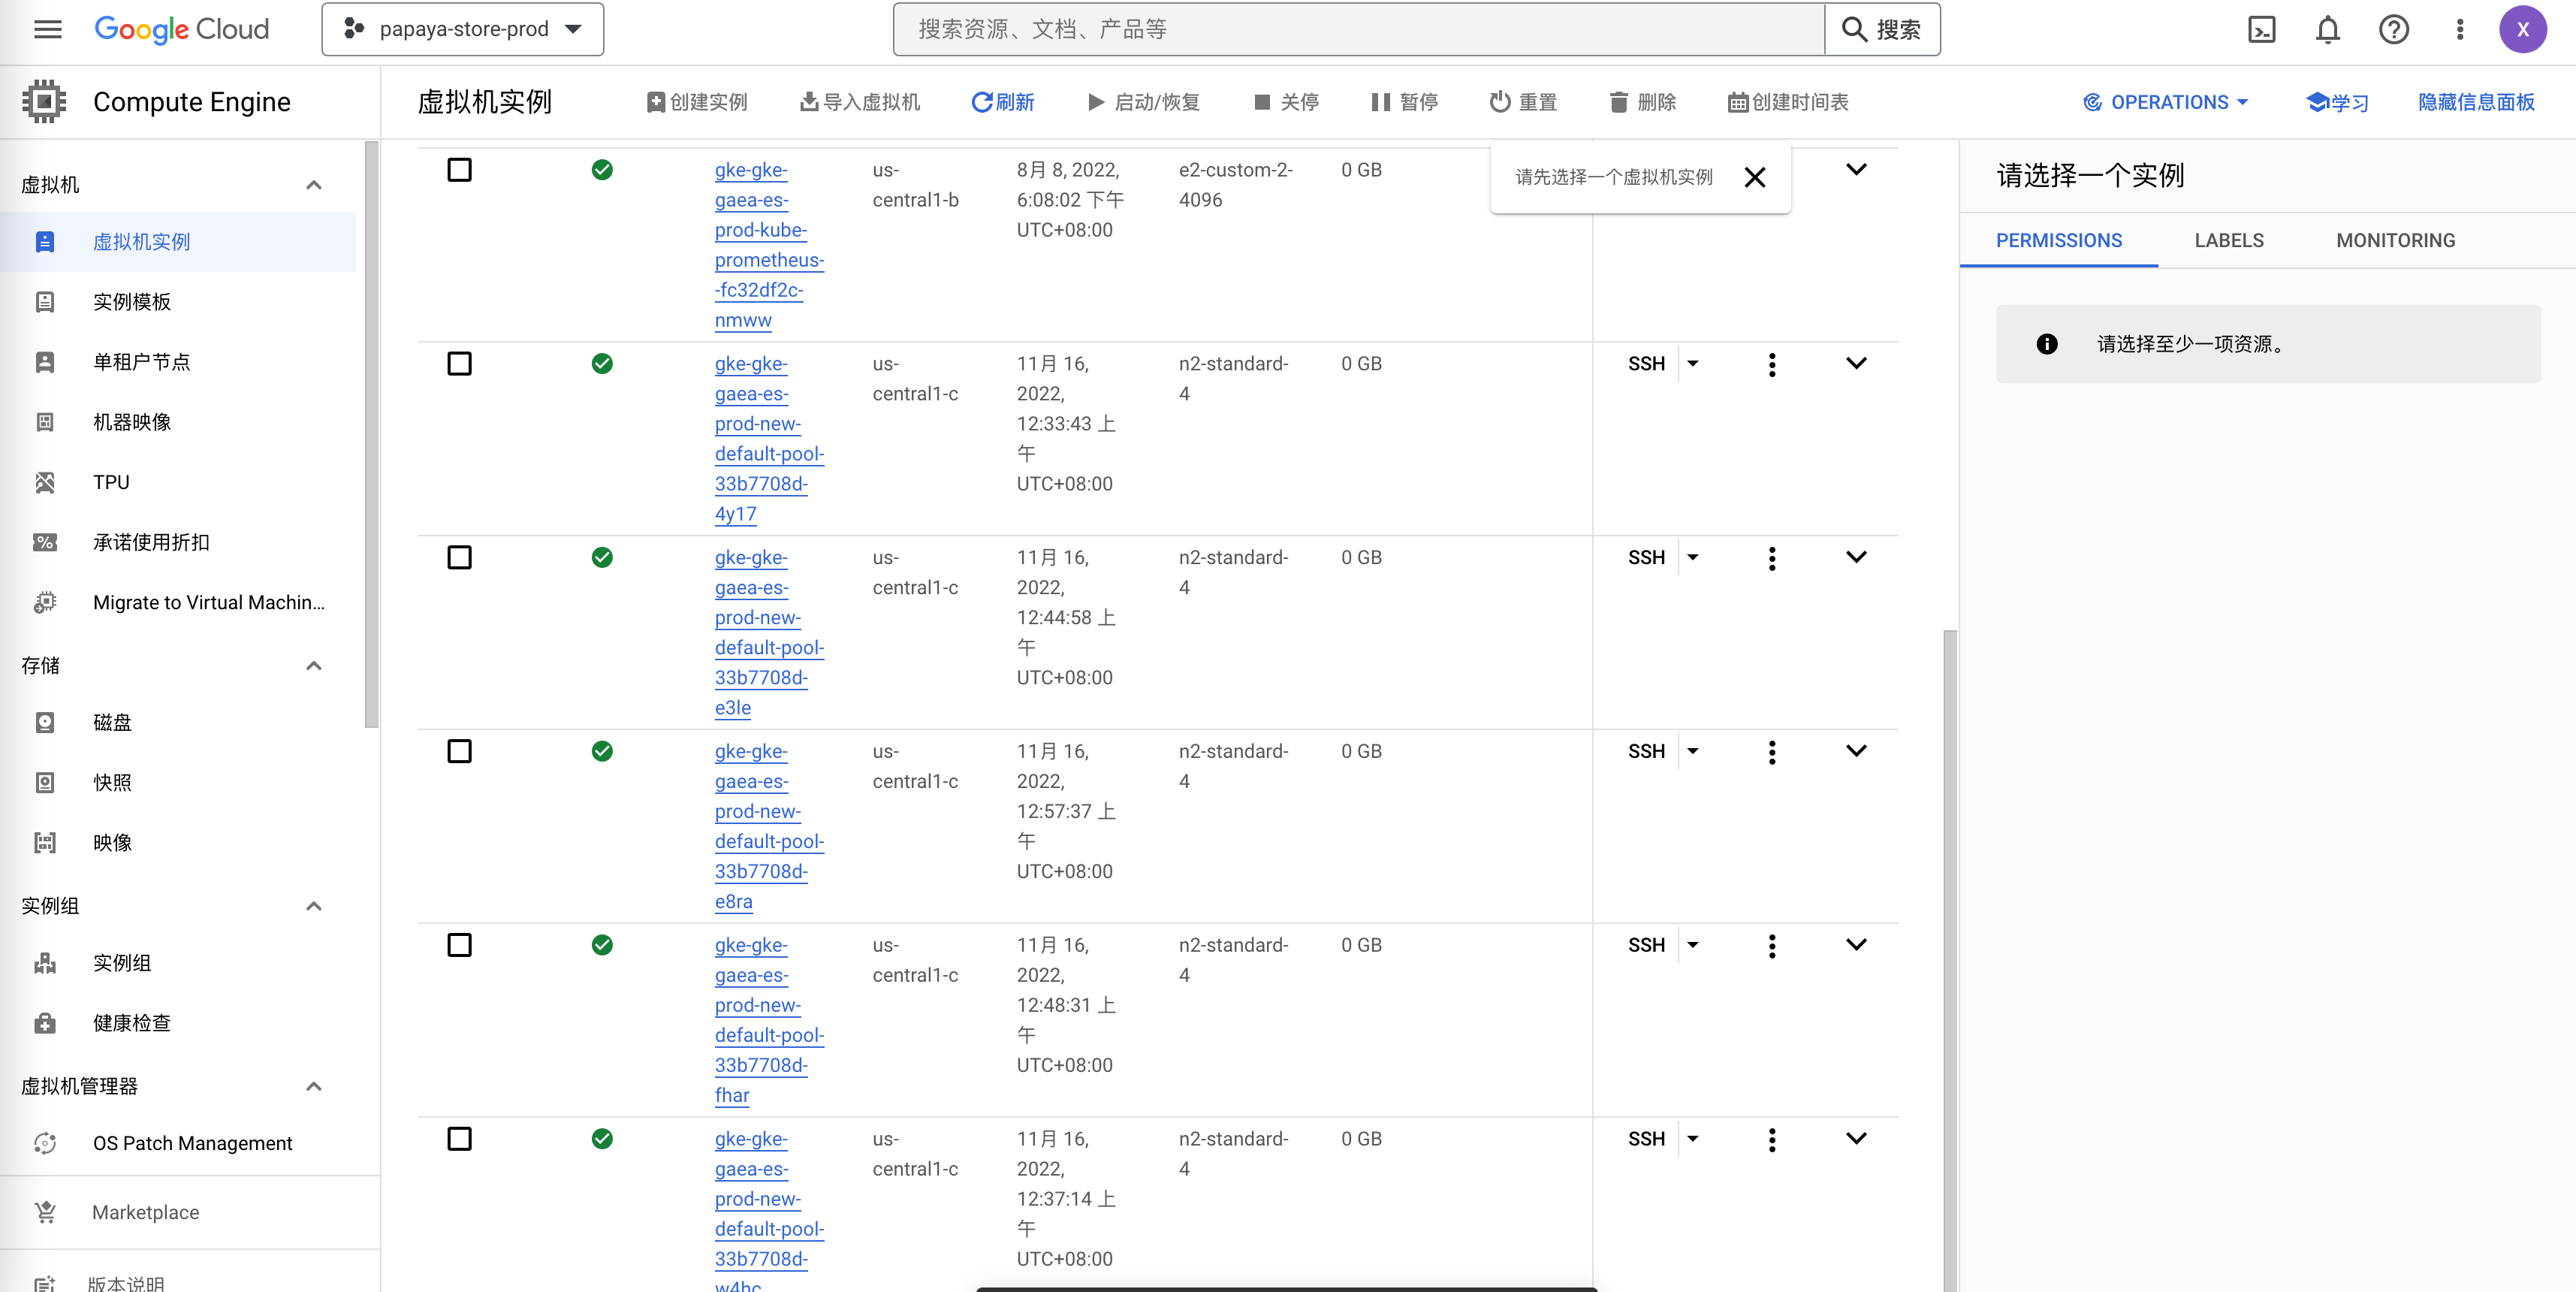 Google Cloud
papaya-store-prod
搜索资源、文档、产品等
搜索
X
Compute Engine
虚拟机实例
创建实例
导入虚拟机
刷新
启动/恢复
关停
暂停
重置
删除
创建时间表
OPERATIONS
学习
隐藏信息面板
虚拟机
虚拟机实例
实例模板
单租户节点
机器映像
TPU
承诺使用折扣
Migrate to Virtual Machin...
存储
磁盘
快照
映像
实例组
实例组
健康检查
虚拟机管理器
OS Patch Management
Marketplace
版本说明
gke-gke-
gaea-es-
prod-kube-
prometheus-
-fc32df2c-
nmww
us-
central1-b
8月 8, 2022,
6:08:02 下午
UTC+08:00
e2-custom-2-
4096
0 GB
请先选择一个虚拟机实例
gke-gke-
gaea-es-
prod-new-
default-pool-
33b7708d-
4y17
us-
central1-c
11月 16,
2022,
12:33:43 上
午
UTC+08:00
n2-standard-
4
0 GB
SSH
gke-gke-
gaea-es-
prod-new-
default-pool-
33b7708d-
e3le
us-
central1-c
11月 16,
2022,
12:44:58 上
午
UTC+08:00
n2-standard-
4
0 GB
SSH
gke-gke-
gaea-es-
prod-new-
default-pool-
33b7708d-
e8ra
us-
central1-c
11月 16,
2022,
12:57:37 上
午
UTC+08:00
n2-standard-
4
0 GB
SSH
gke-gke-
gaea-es-
prod-new-
default-pool-
33b7708d-
fhar
us-
central1-c
11月 16,
2022,
12:48:31 上
午
UTC+08:00
n2-standard-
4
0 GB
SSH
gke-gke-
gaea-es-
prod-new-
default-pool-
33b7708d-
w4hc
us-
central1-c
11月 16,
2022,
12:37:14 上
午
UTC+08:00
n2-standard-
4
0 GB
SSH
请选择一个实例
PERMISSIONS
LABELS
MONITORING
请选择至少一项资源。